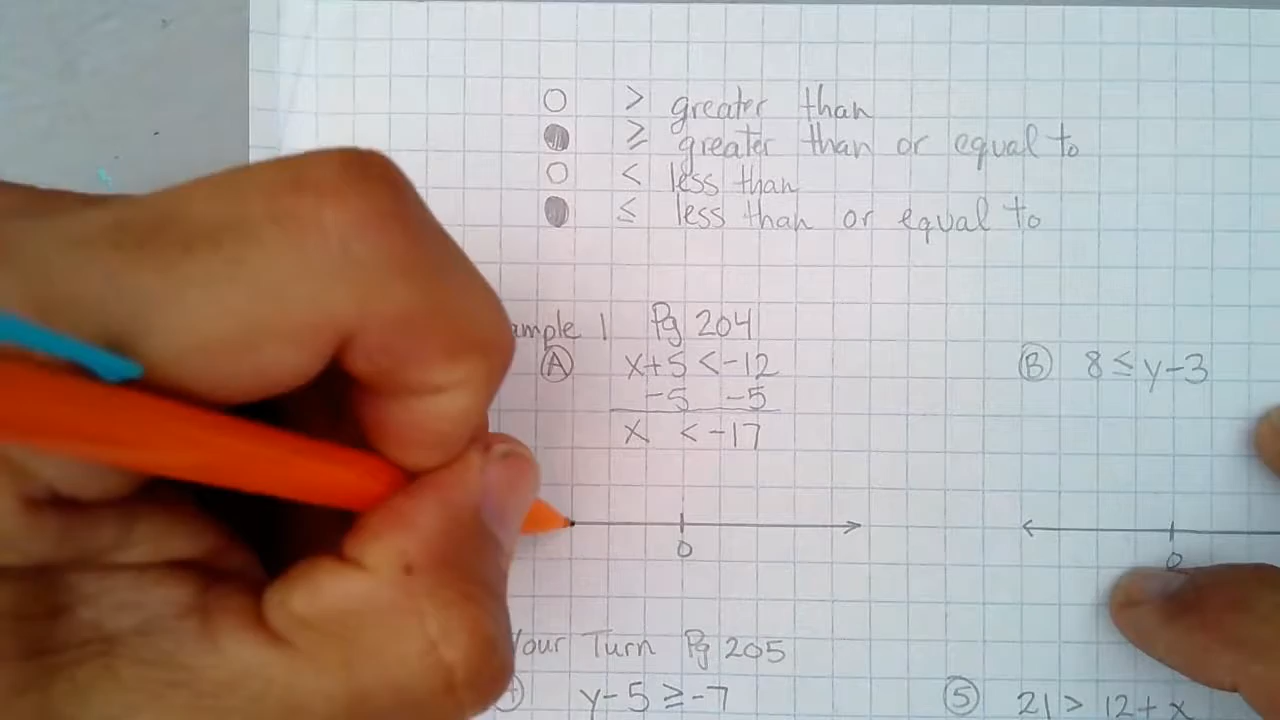 > greater than
≥ greater than or equal to
< less than
≤ less than or equal to
ample 1 Pg 204
Ⓐ x+5 < -12
-5 -5
x < -17
0
Ⓑ 8 ≤ y-3
0
Your Turn Pg 205
y-5 ≥ -7
⑤ 21 > 12 + x